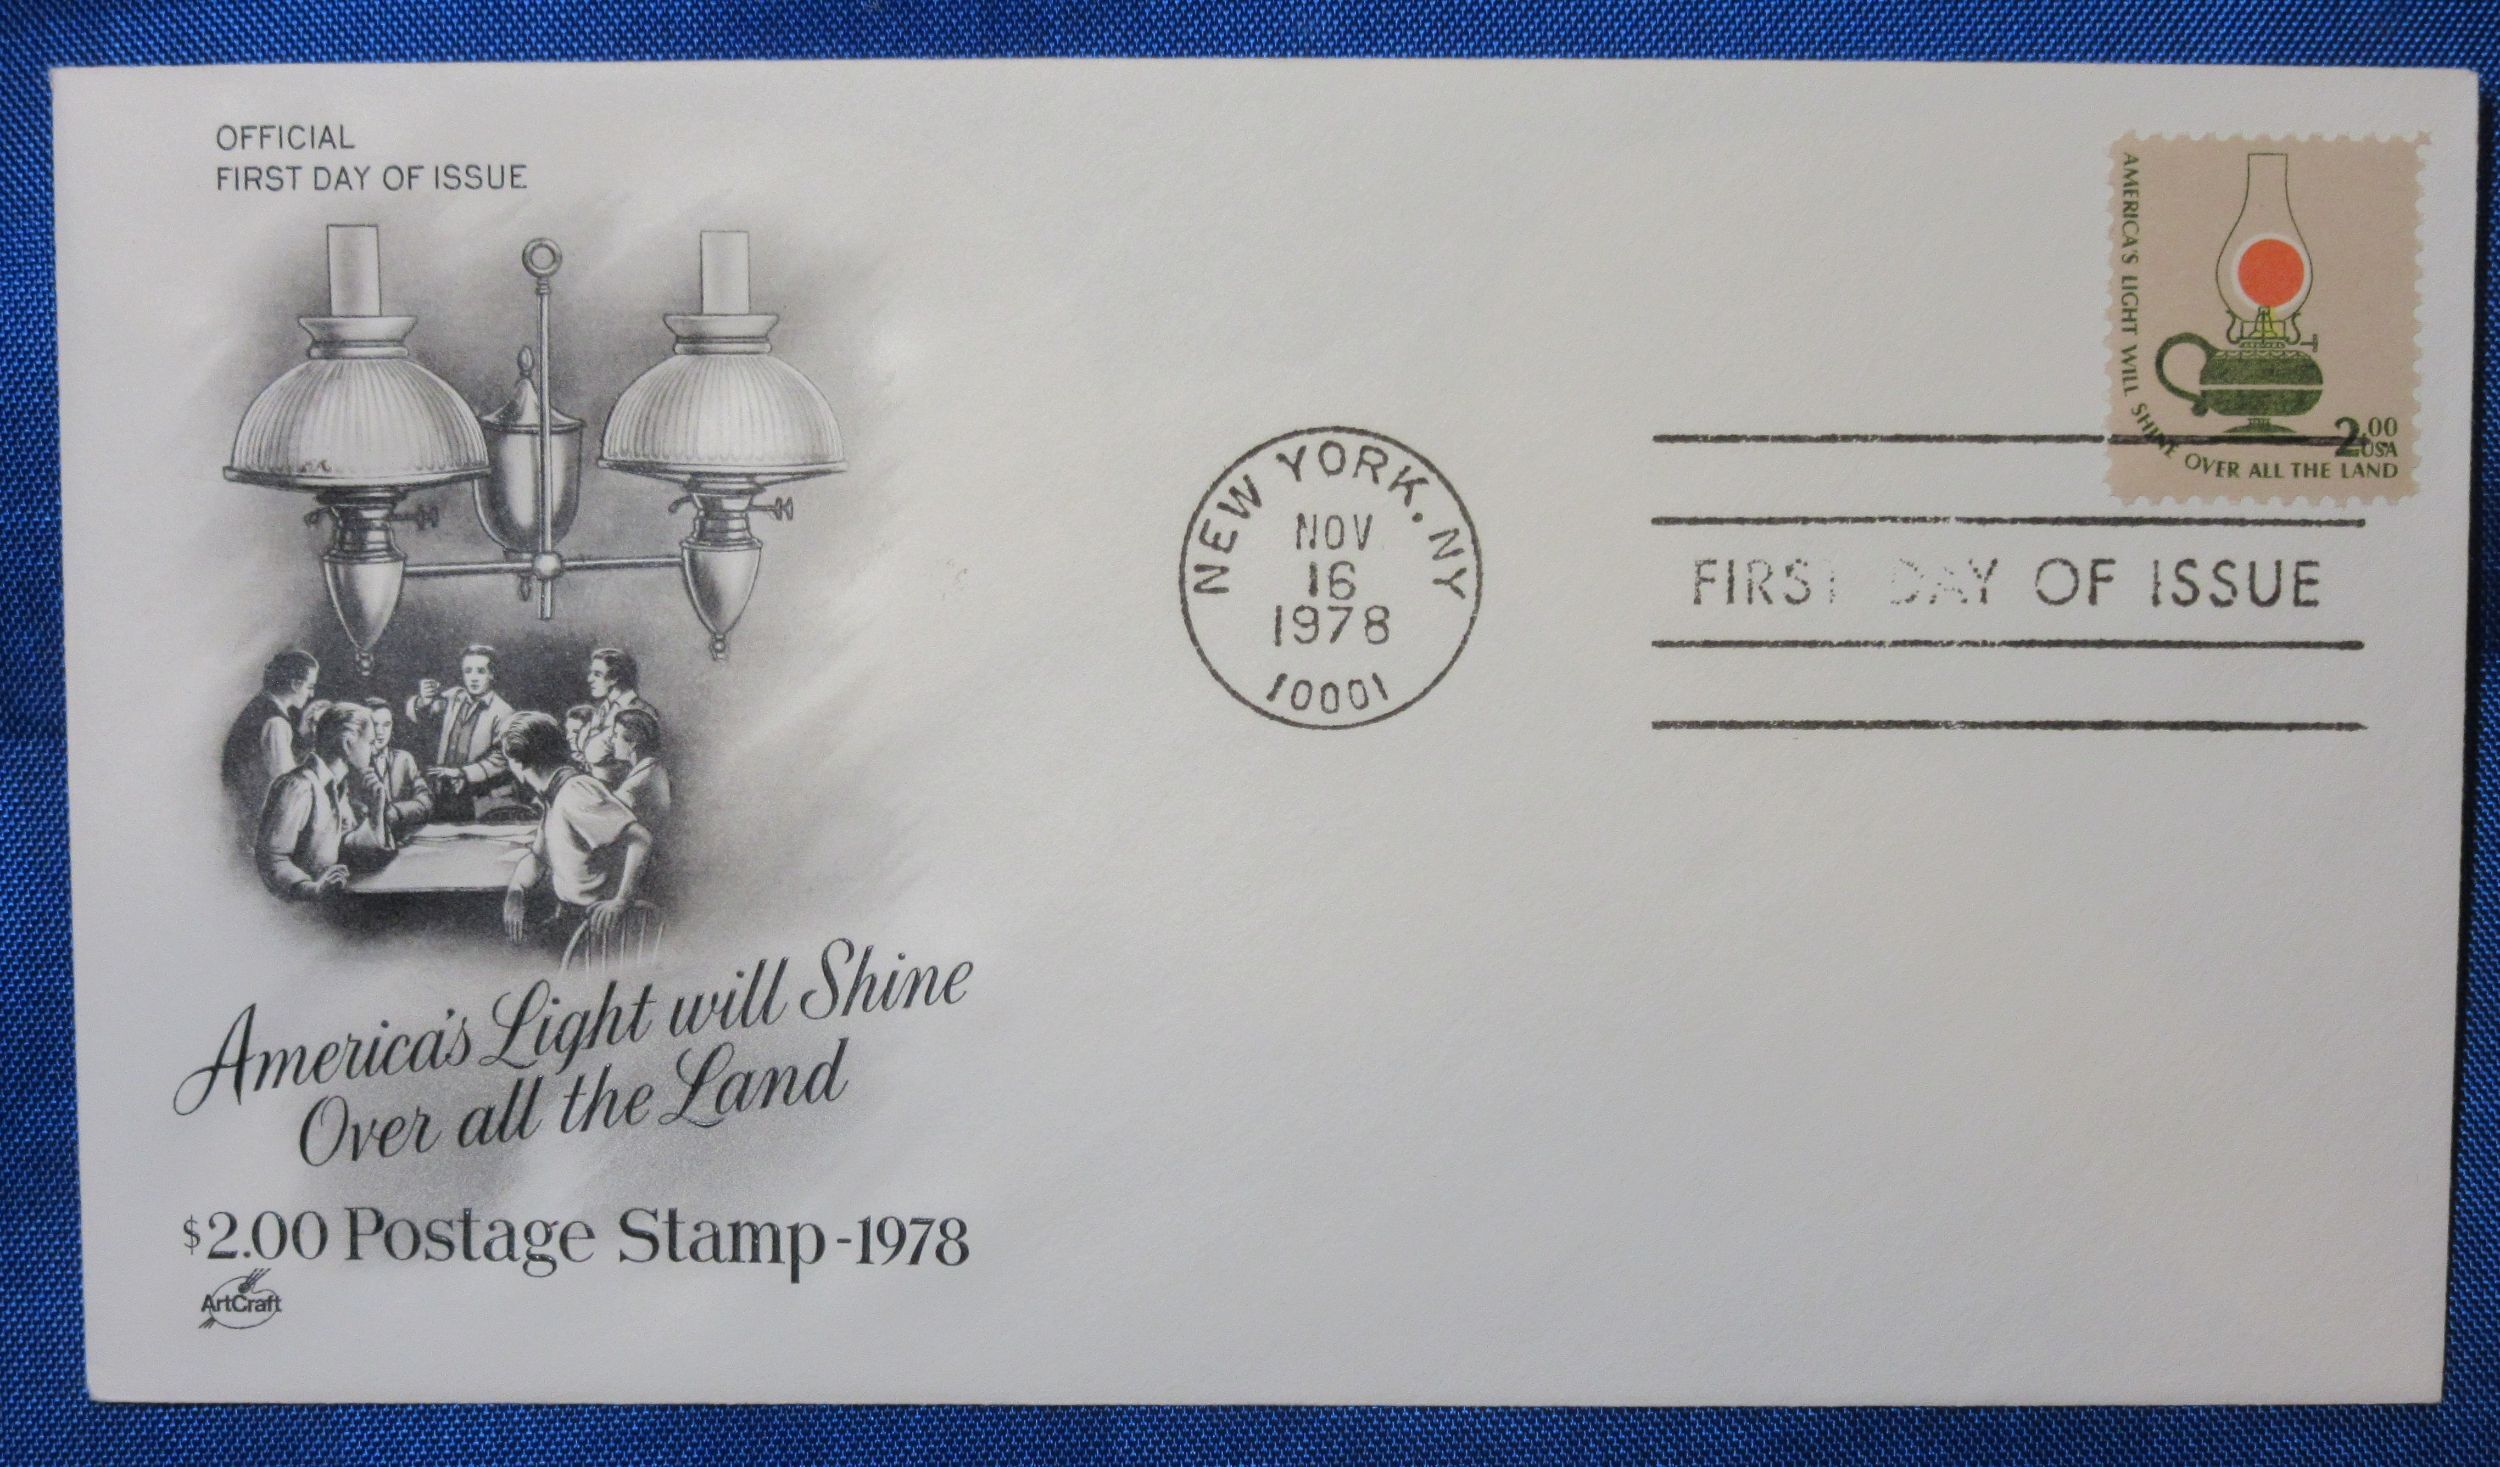 OFFICIAL
FIRST DAY OF ISSUE
America's Light will Shine
Over all the Land
$2.00 Postage Stamp-1978
ArtCraft
NEW YORK, NY
NOV
16
1978
10001
AMERICA'S LIGHT WILL SHINE OVER ALL THE LAND
2.00
USA
FIRST DAY OF ISSUE